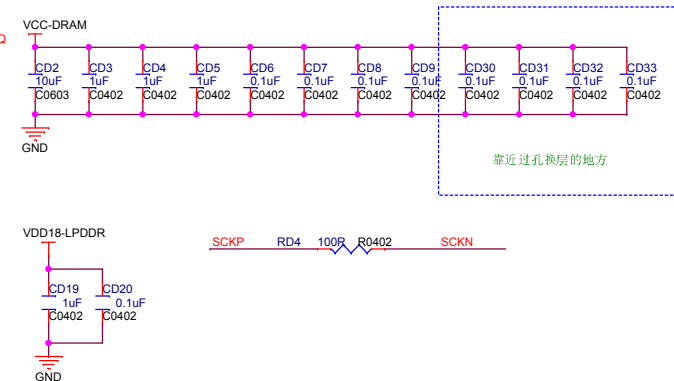 VCC-DRAM
CD2 CD3 CD4 CD5 CD6 CD7 CD8 CD9 CD30 CD31 CD32 CD33
10uF 1uF 1uF 1uF 0.1uF 0.1uF 0.1uF 0.1uF 0.1uF 0.1uF 0.1uF 0.1uF
C0603 C0402 C0402 C0402 C0402 C0402 C0402 C0402 C0402 C0402 C0402 C0402
GND
靠近过孔换层的地方
VDD18-LPDDR
SCKP RD4 100R R0402 SCKN
CD19 CD20
1uF 0.1uF
C0402 C0402
GND